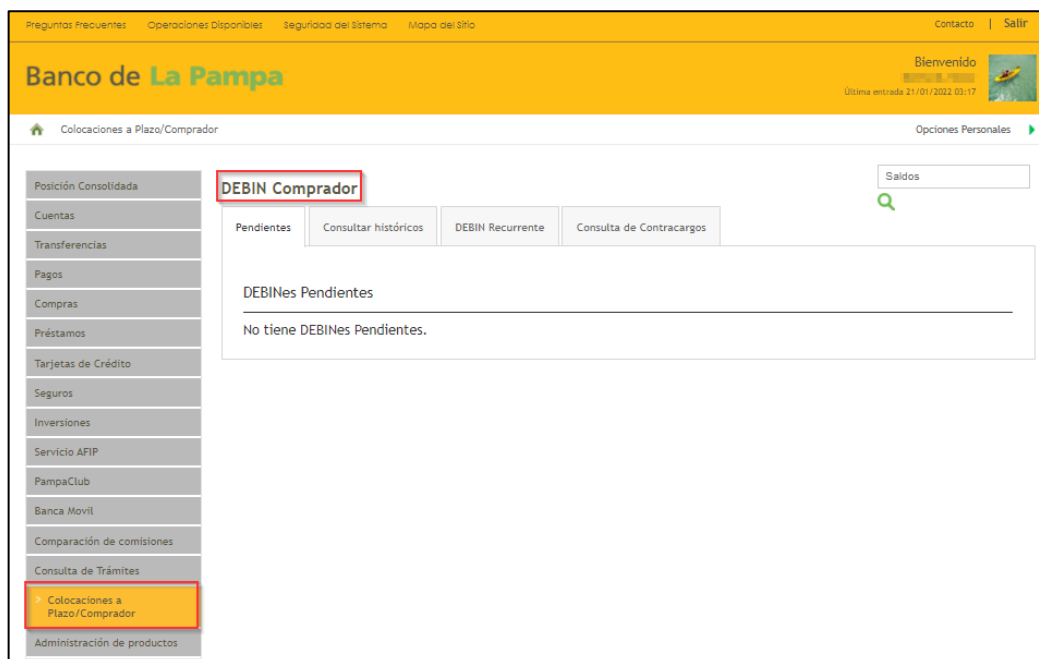 Preguntas Frecuentes Operaciones Disponibles Seguridad del Sistema Mapa del Sitio Contacto | Salir
Banco de La Pampa
Bienvenido
Última entrada 21/01/2022 03:17
Colocaciones a Plazo/Comprador Opciones Personales
Saldos
DEBIN Comprador
Pendientes Consultar históricos DEBIN Recurrente Consulta de Contracargos
DEBINes Pendientes
No tiene DEBINes Pendientes.
Posición Consolidada
Cuentas
Transferencias
Pagos
Compras
Préstamos
Tarjetas de Crédito
Seguros
Inversiones
Servicio AFIP
PampaClub
Banca Movil
Comparación de comisiones
Consulta de Trámites
> Colocaciones a
Plazo/Comprador
Administración de productos